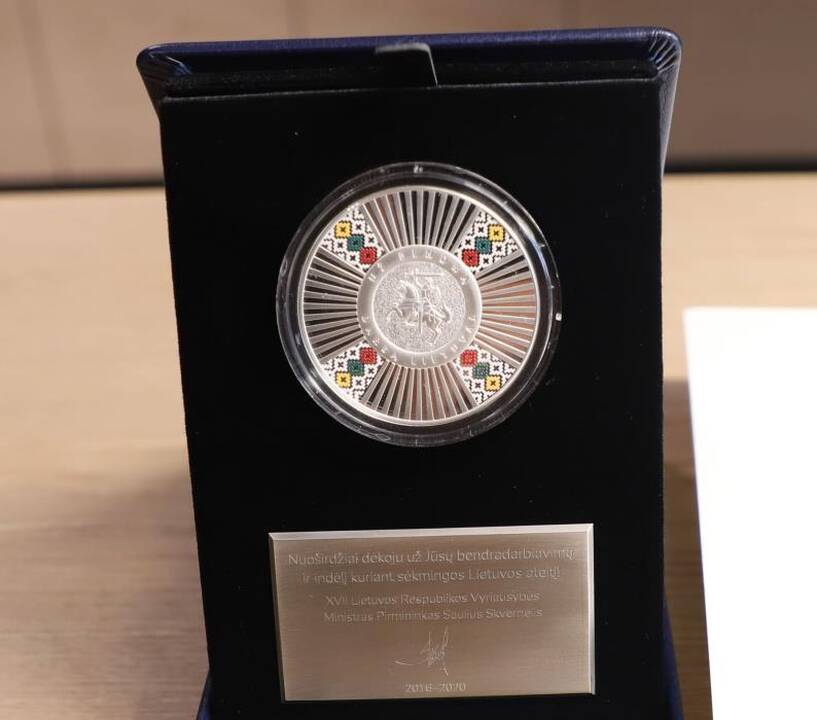 Nuoširdžiai dėkoju už Jūsų bendradarbiavimą
ir indėlį kuriant sėkmingos Lietuvos ateitį
XVII Lietuvos Respublikos Vyriausybės
Ministras Pirmininkas Saulius Skvernelis
2016–2020